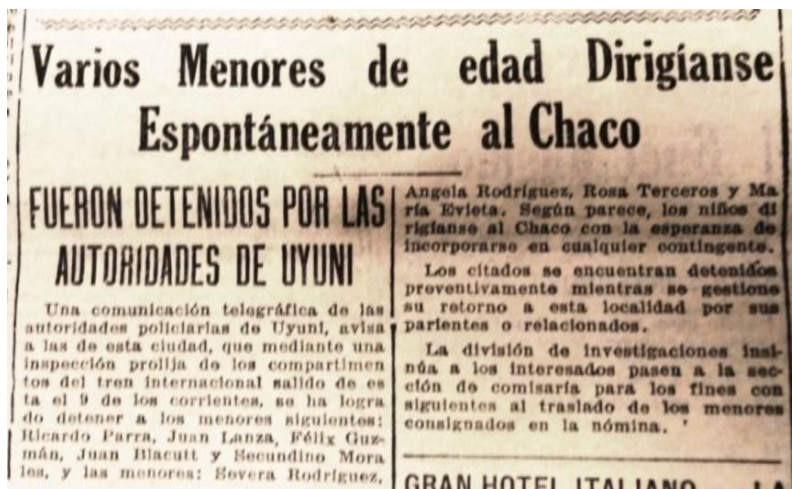 Varios Menores de edad Dirigíanse
Espontáneamente al Chaco
FUERON DETENIDOS POR LAS
AUTORIDADES DE UYUNI
Una comunicación telegráfica de las
autoridades policiarias de Uyuni, avisa
a las de esta ciudad, que mediante una
inspección prolija de los compartimen
tos del tren internacional salido de es
ta el 9 de los corrientes, se ha logra
do detener a los menores siguientes:
Ricardo Parra, Juan Lanza, Félix Guz-
mán, Juan Blacutt y Secundino Mora
les, y las menores: Severa Rodríguez,
Angela Rodríguez, Rosa Terceros y Ma
ría Evieta. Según parece, los niños di
rigíanse al Chaco con la esperanza de
incorporarse en cualquier contingente.
Los citados se encuentran detenidos
preventivamente mientras se gestione
su retorno a esta localidad por sus
parientes o relacionados.
La división de investigaciones insi-
núa a los interesados pasen a la sec-
ción de comisaría para los fines con
siguientes al traslado de los menores
consignados en la nómina.
GRAN HOTEL ITALIANO LA